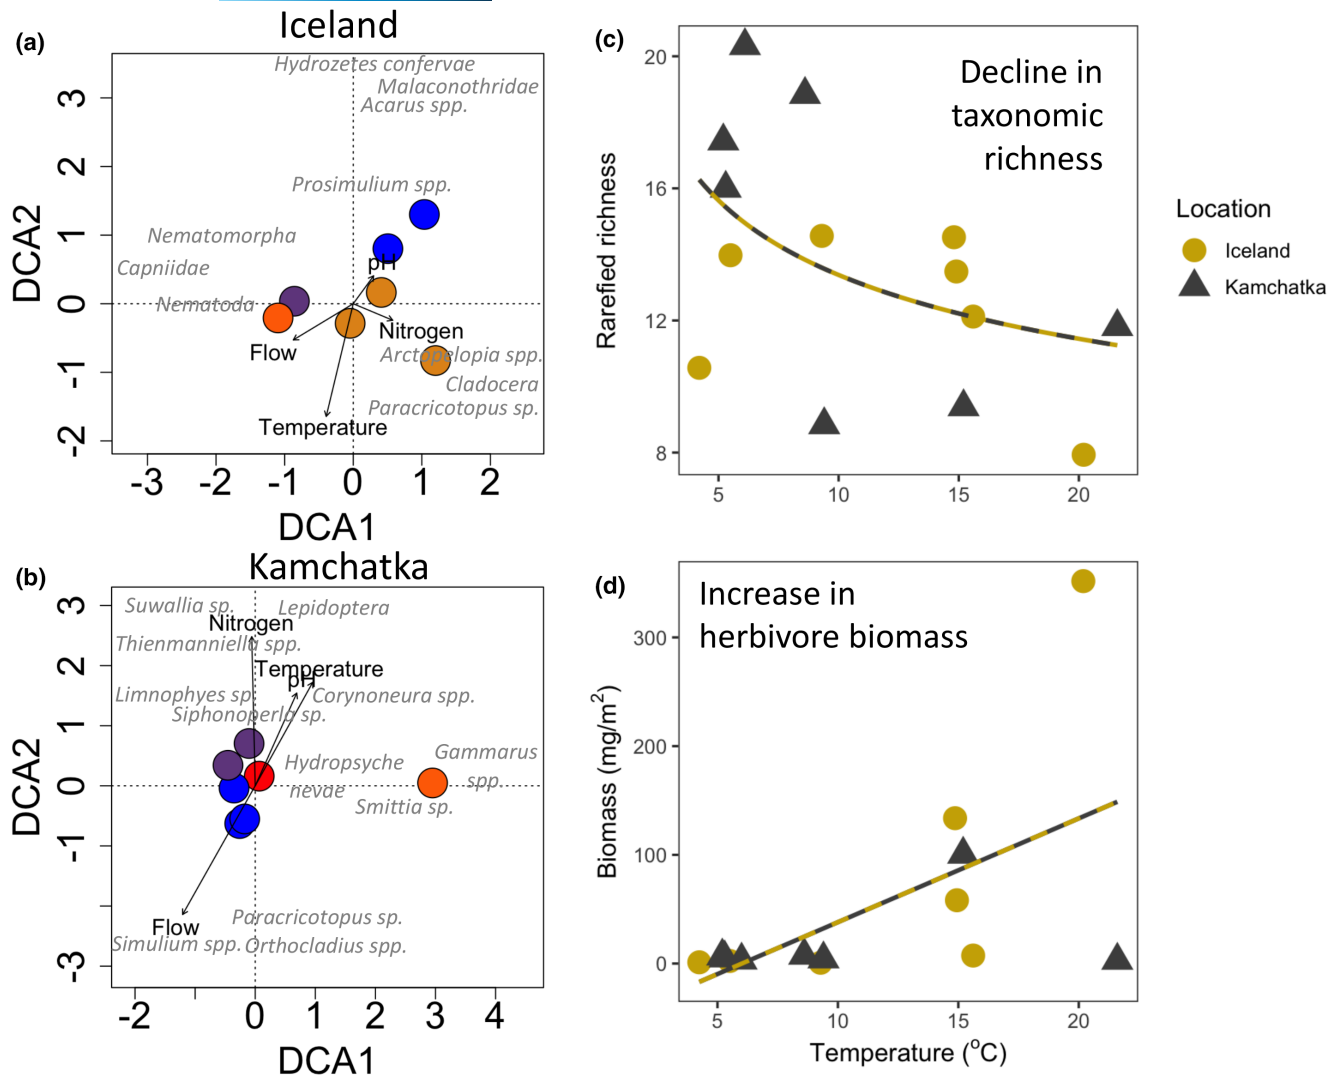 (a)
Iceland
Hydrozetes confervae
Malaconothridae
Acarus spp.
Prosimulium spp.
Nematomorpha
Capniidae
Nematoda
pH
Nitrogen
Flow
Arctopelopia spp.
Cladocera
Paracricotopus sp.
Temperature
DCA2
3
2
1
0
-1
-2
-3
-2
-1
0
1
2
DCA1
(b)
Kamchatka
Suwallia sp.
Lepidoptera
Nitrogen
Thienmanniella spp.
Temperature
pH
Limnophyes sp.
Corynoneura spp.
Siphonoperla sp.
Hydropsyche
nevae
Gammarus
spp.
Smittia sp.
Flow
Paracricotopus sp.
Simulium spp.
Orthocladius spp.
DCA2
3
2
1
0
-1
-3
-2
0
1
2
3
4
DCA1
(c)
Decline in
taxonomic
richness
Rarefied richness
20
16
12
8
5
10
15
20
Location
Iceland
Kamchatka
(d)
Increase in
herbivore biomass
Biomass (mg/m²)
300
200
100
0
5
10
15
20
Temperature (°C)